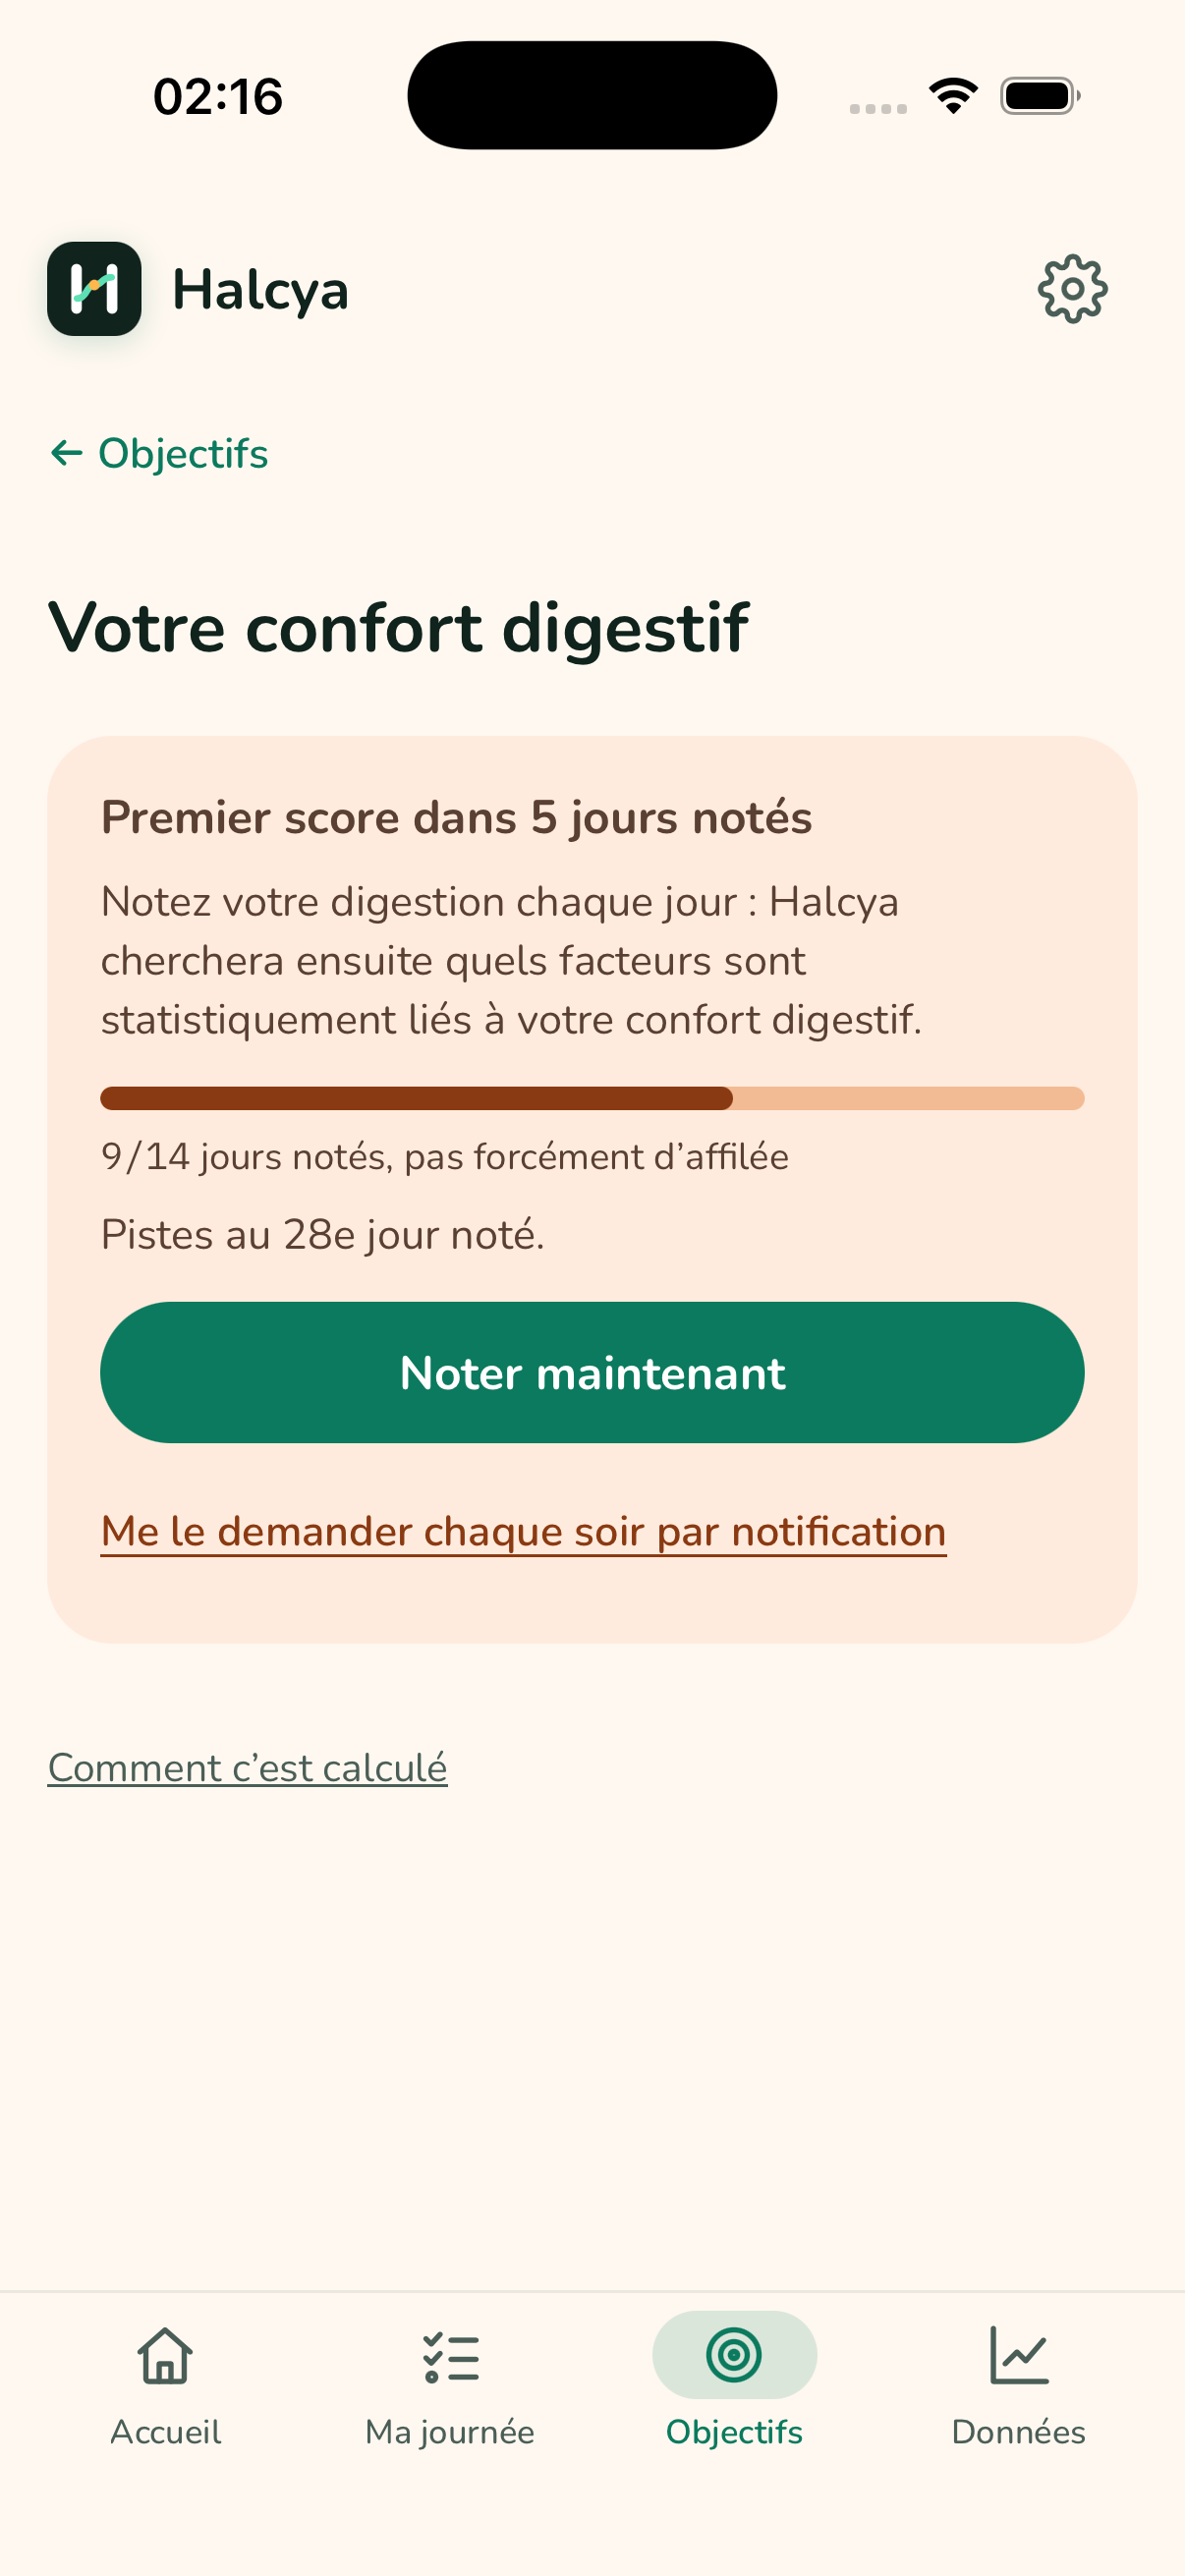 02:16
Halcya
← Objectifs
Votre confort digestif
Premier score dans 5 jours notés
Notez votre digestion chaque jour : Halcya
cherchera ensuite quels facteurs sont
statistiquement liés à votre confort digestif.
9/14 jours notés, pas forcément d’affilée
Pistes au 28e jour noté.
Noter maintenant
Me le demander chaque soir par notification
Comment c’est calculé
Accueil
Ma journée
Objectifs
Données